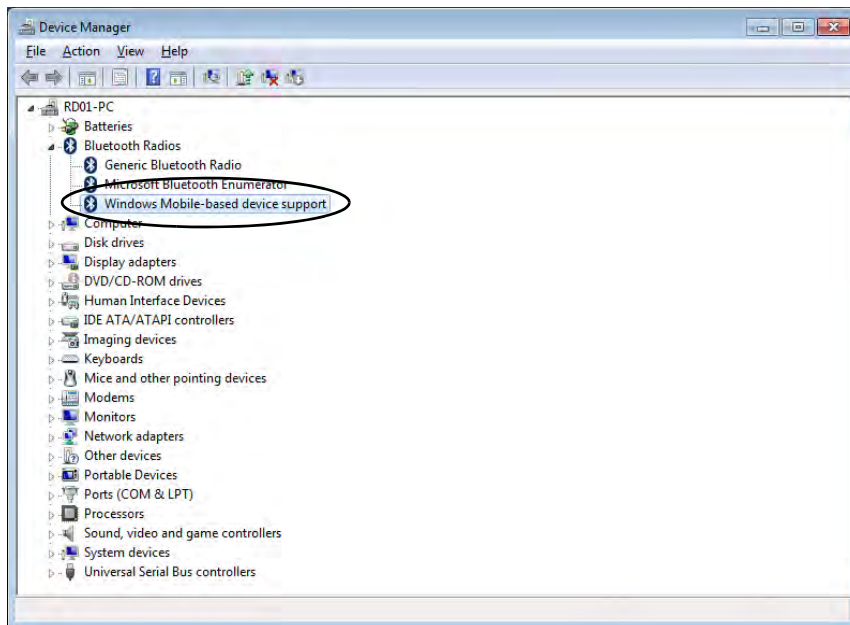 Device Manager
File Action View Help
RD01-PC
Batteries
Bluetooth Radios
Generic Bluetooth Radio
Microsoft Bluetooth Enumerator
Windows Mobile-based device support
Computer
Disk drives
Display adapters
DVD/CD-ROM drives
Human Interface Devices
IDE ATA/ATAPI controllers
Imaging devices
Keyboards
Mice and other pointing devices
Modems
Monitors
Network adapters
Other devices
Portable Devices
Ports (COM & LPT)
Processors
Sound, video and game controllers
System devices
Universal Serial Bus controllers